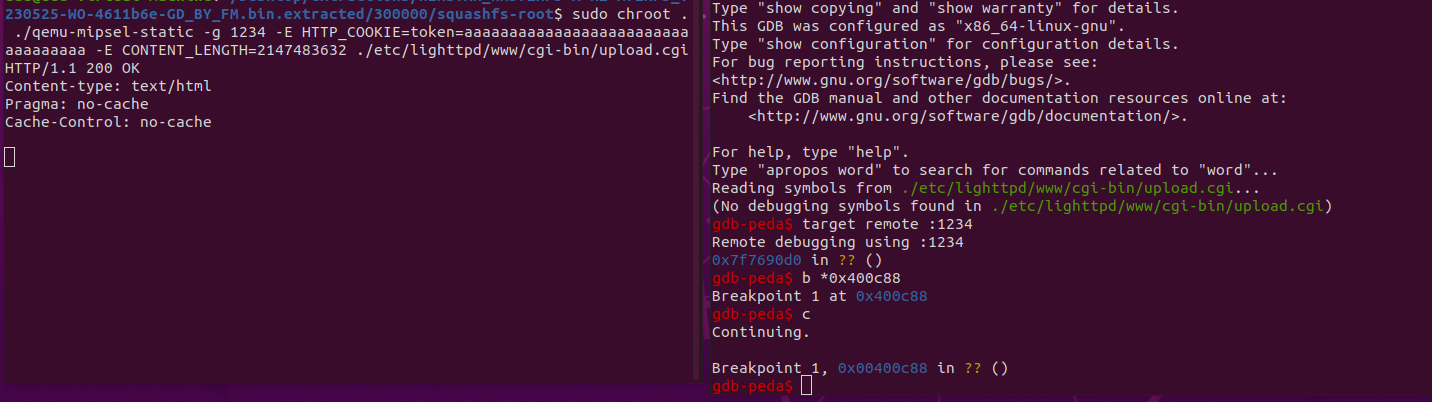 230525-WO-4611b6e-GD_BY_FM.bin.extracted/300000/squashfs-root$ sudo chroot .
./qemu-mipsel-static -g 1234 -E HTTP_COOKIE=token=aaaaaaaaaaaaaaaaaaaaaaaaa
aaaaaaaaa -E CONTENT_LENGTH=2147483632 ./etc/lighttpd/www/cgi-bin/upload.cgi
HTTP/1.1 200 OK
Content-type: text/html
Pragma: no-cache
Cache-Control: no-cache
Type "show copying" and "show warranty" for details.
This GDB was configured as "x86_64-linux-gnu".
Type "show configuration" for configuration details.
For bug reporting instructions, please see:
<http://www.gnu.org/software/gdb/bugs/>.
Find the GDB manual and other documentation resources online at:
<http://www.gnu.org/software/gdb/documentation/>.
For help, type "help".
Type "apropos word" to search for commands related to "word"...
Reading symbols from ./etc/lighttpd/www/cgi-bin/upload.cgi...
(No debugging symbols found in ./etc/lighttpd/www/cgi-bin/upload.cgi)
gdb-peda$ target remote :1234
Remote debugging using :1234
0x7f7690d0 in ?? ()
gdb-peda$ b *0x400c88
Breakpoint 1 at 0x400c88
gdb-peda$ c
Continuing.
Breakpoint 1, 0x00400c88 in ?? ()
gdb-peda$